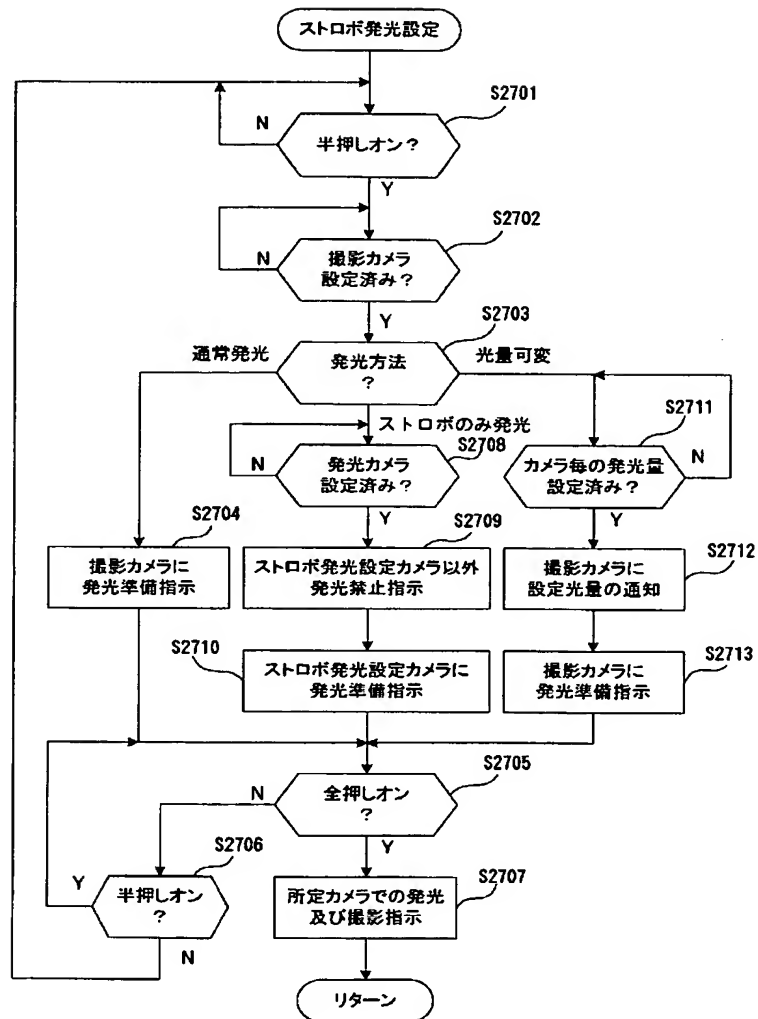 ストロボ発光設定
S2701
半押しオン？
N
Y
S2702
撮影カメラ
設定済み？
N
Y
S2703
発光方法
？
通常発光
光量可変
ストロボのみ発光
S2708
発光カメラ
設定済み？
N
Y
S2711
カメラ毎の発光量
設定済み？
N
Y
S2704
撮影カメラに
発光準備指示
S2709
ストロボ発光設定カメラ以外
発光禁止指示
S2712
撮影カメラに
設定光量の通知
S2710
ストロボ発光設定カメラに
発光準備指示
S2713
撮影カメラに
発光準備指示
S2705
全押しオン
？
N
Y
S2706
半押しオン
？
Y
N
S2707
所定カメラでの発光
及び撮影指示
リターン